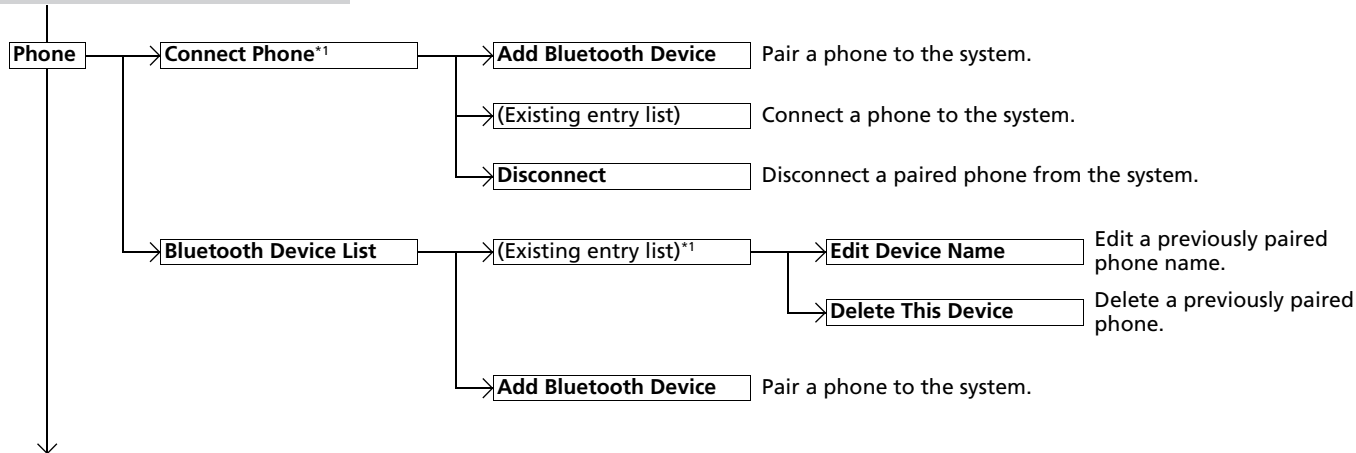 Phone
Connect Phone*1
Add Bluetooth Device
Pair a phone to the system.
(Existing entry list)
Connect a phone to the system.
Disconnect
Disconnect a paired phone from the system.
Bluetooth Device List
(Existing entry list)*1
Edit Device Name
Edit a previously paired
phone name.
Delete This Device
Delete a previously paired
phone.
Add Bluetooth Device
Pair a phone to the system.